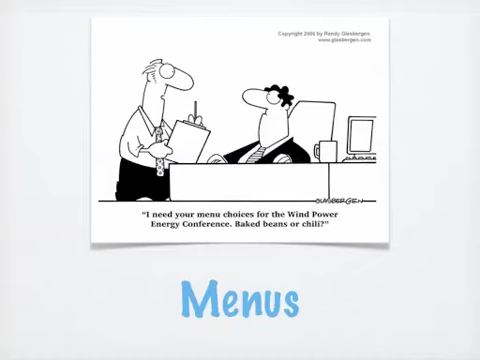 Copyright 2006 by Randy Glasbergen.
www.glasbergen.com
GLASBERGEN
“I need your menu choices for the Wind Power
Energy Conference. Baked beans or chili?”
Menus